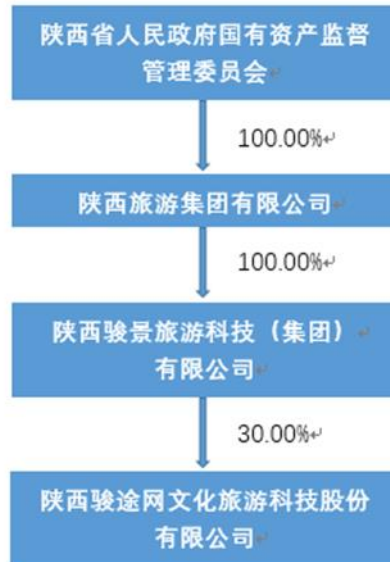 陕西省人民政府国有资产监督
管理委员会
100.00%
陕西旅游集团有限公司
100.00%
陕西骏景旅游科技（集团）
有限公司
30.00%
陕西骏途网文化旅游科技股份
有限公司